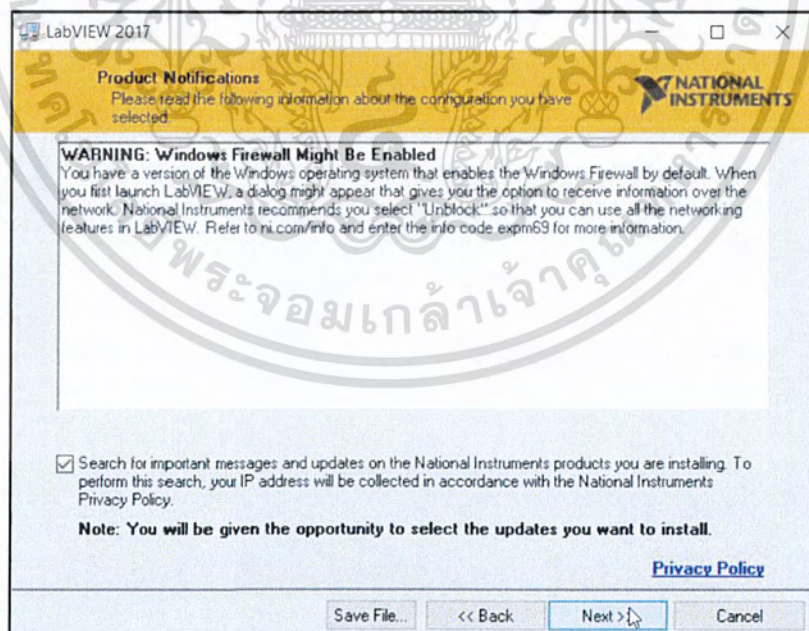 LabVIEW 2017
Product Notifications
Please read the following information about the configuration you have
selected.
NATIONAL
INSTRUMENTS
WARNING: Windows Firewall Might Be Enabled
You have a version of the Windows operating system that enables the Windows Firewall by default. When
you first launch LabVIEW, a dialog might appear that gives you the option to receive information over the
network. National Instruments recommends you select "Unblock" so that you can use all the networking
features in LabVIEW. Refer to ni.com/info and enter the info code exprn69 for more information.
พระจอมเกล้าเจ้าคุณทหาร
Search for important messages and updates on the National Instruments products you are installing. To
perform this search, your IP address will be collected in accordance with the National Instruments
Privacy Policy.
Note: You will be given the opportunity to select the updates you want to install.
Privacy Policy
Save File...
<< Back
Next >
Cancel